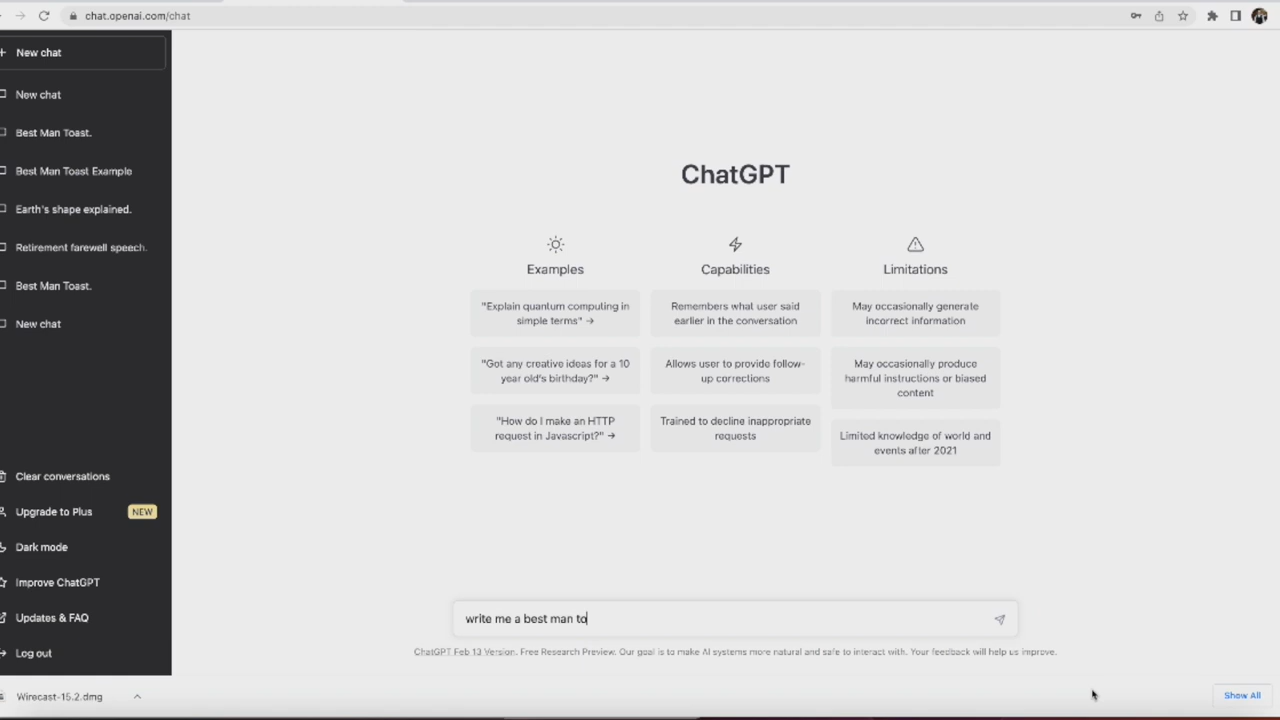 chat.openai.com/chat
New chat
New chat
Best Man Toast.
Best Man Toast Example
Earth's shape explained.
Retirement farewell speech.
Best Man Toast.
New chat
Clear conversations
Upgrade to Plus NEW
Dark mode
Improve ChatGPT
Updates & FAQ
Log out
ChatGPT
Examples
"Explain quantum computing in
simple terms" →
"Got any creative ideas for a 10
year old's birthday?" →
"How do I make an HTTP
request in Javascript?" →
Capabilities
Remembers what user said
earlier in the conversation
Allows user to provide follow-
up corrections
Trained to decline inappropriate
requests
Limitations
May occasionally generate
incorrect information
May occasionally produce
harmful instructions or biased
content
Limited knowledge of world and
events after 2021
write me a best man to
ChatGPT Feb 13 Version. Free Research Preview. Our goal is to make AI systems more natural and safe to interact with. Your feedback will help us improve.
Wirecast-15.2.dmg
Show All